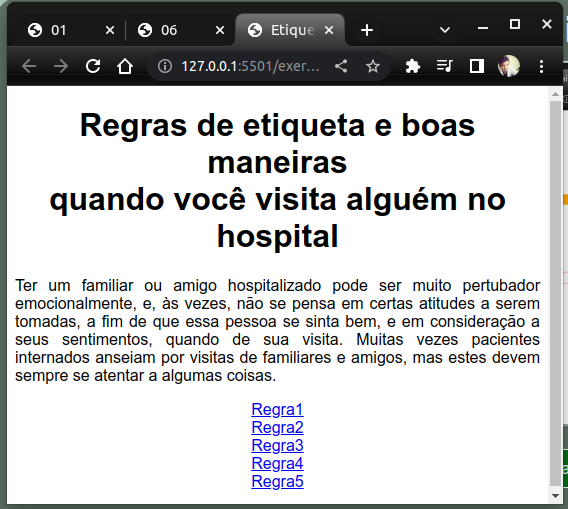 01
06
Etique
127.0.0.1:5501/exer...
Regras de etiqueta e boas
maneiras
quando você visita alguém no
hospital
Ter um familiar ou amigo hospitalizado pode ser muito pertubador
emocionalmente, e, às vezes, não se pensa em certas atitudes a serem
tomadas, a fim de que essa pessoa se sinta bem, e em consideração a
seus sentimentos, quando de sua visita. Muitas vezes pacientes
internados anseiam por visitas de familiares e amigos, mas estes devem
sempre se atentar a algumas coisas.
Regra1
Regra2
Regra3
Regra4
Regra5